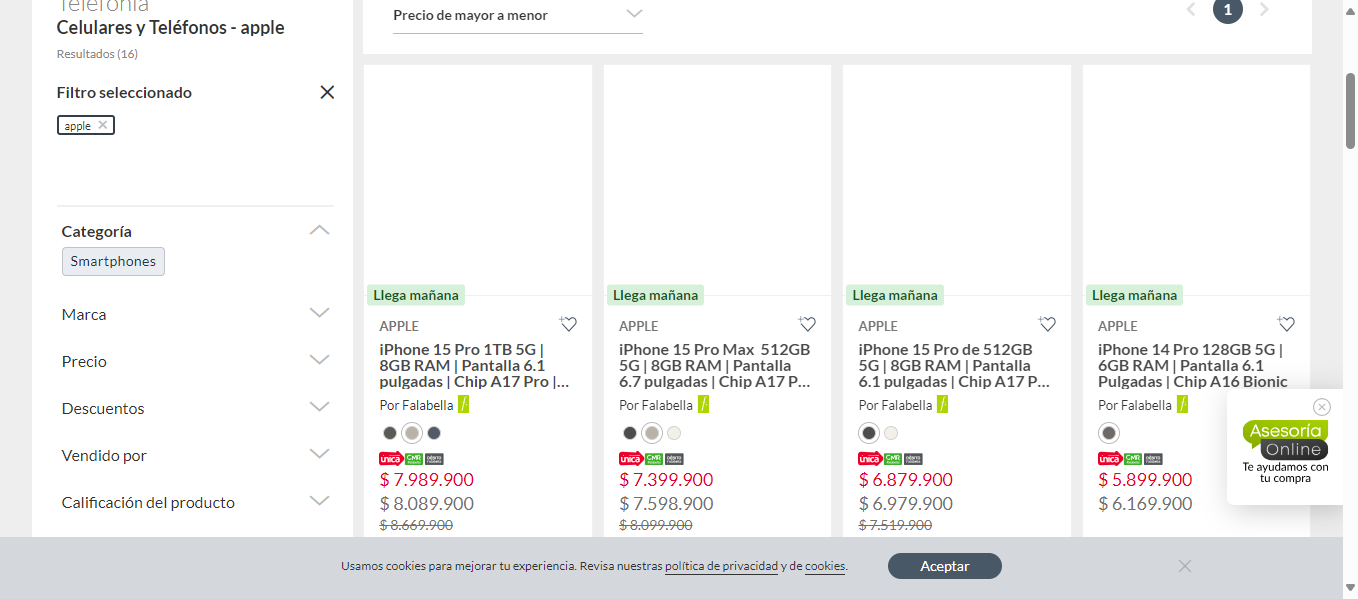 Telefonía
Celulares y Teléfonos - apple
Resultados (16)
Filtro seleccionado
apple
Categoría
Smartphones
Marca
Precio
Descuentos
Vendido por
Calificación del producto
Precio de mayor a menor
1
Llega mañana
APPLE
iPhone 15 Pro 1TB 5G |
8GB RAM | Pantalla 6.1
pulgadas | Chip A17 Pro |...
Por Falabella
unica CMR
$ 7.989.900
$ 8.089.900
$ 8.669.900
Llega mañana
APPLE
iPhone 15 Pro Max 512GB
5G | 8GB RAM | Pantalla
6.7 pulgadas | Chip A17 P...
Por Falabella
unica CMR
$ 7.399.900
$ 7.598.900
$ 8.099.900
Llega mañana
APPLE
iPhone 15 Pro de 512GB
5G | 8GB RAM | Pantalla
6.1 pulgadas | Chip A17 P...
Por Falabella
unica CMR
$ 6.879.900
$ 6.979.900
$ 7.519.900
Llega mañana
APPLE
iPhone 14 Pro 128GB 5G |
6GB RAM | Pantalla 6.1
Pulgadas | Chip A16 Bionic
Por Falabella
unica CMR
$ 5.899.900
$ 6.169.900
Asesoría
Online
Te ayudamos con
tu compra
Usamos cookies para mejorar tu experiencia. Revisa nuestras política de privacidad y de cookies.
Aceptar